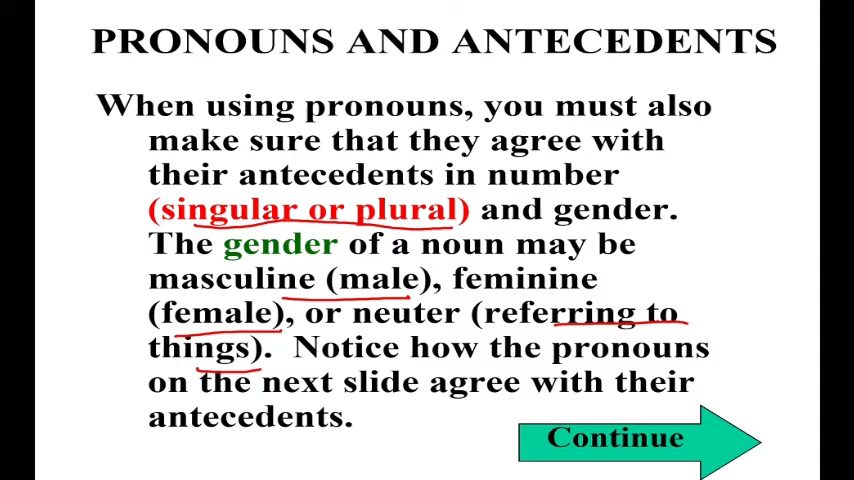 PRONOUNS AND ANTECEDENTS
When using pronouns, you must also
make sure that they agree with
their antecedents in number
(singular or plural) and gender.
The gender of a noun may be
masculine (male), feminine
(female), or neuter (referring to
things).  Notice how the pronouns
on the next slide agree with their
antecedents.
Continue